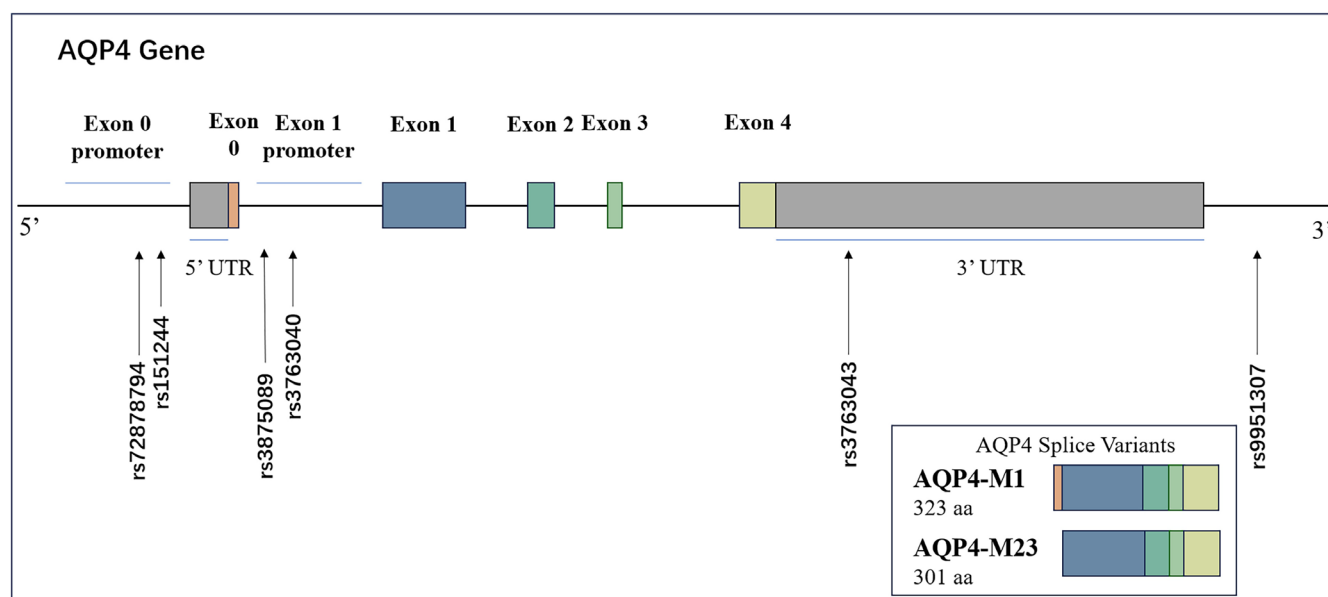 AQP4 Gene
Exon 0
promoter
Exon
0
Exon 1
promoter
Exon 1
Exon 2
Exon 3
Exon 4
5’
3’
5’ UTR
3’ UTR
rs72878794
rs151244
rs3875089
rs3763040
rs3763043
rs9951307
AQP4 Splice Variants
AQP4-M1
323 aa
AQP4-M23
301 aa